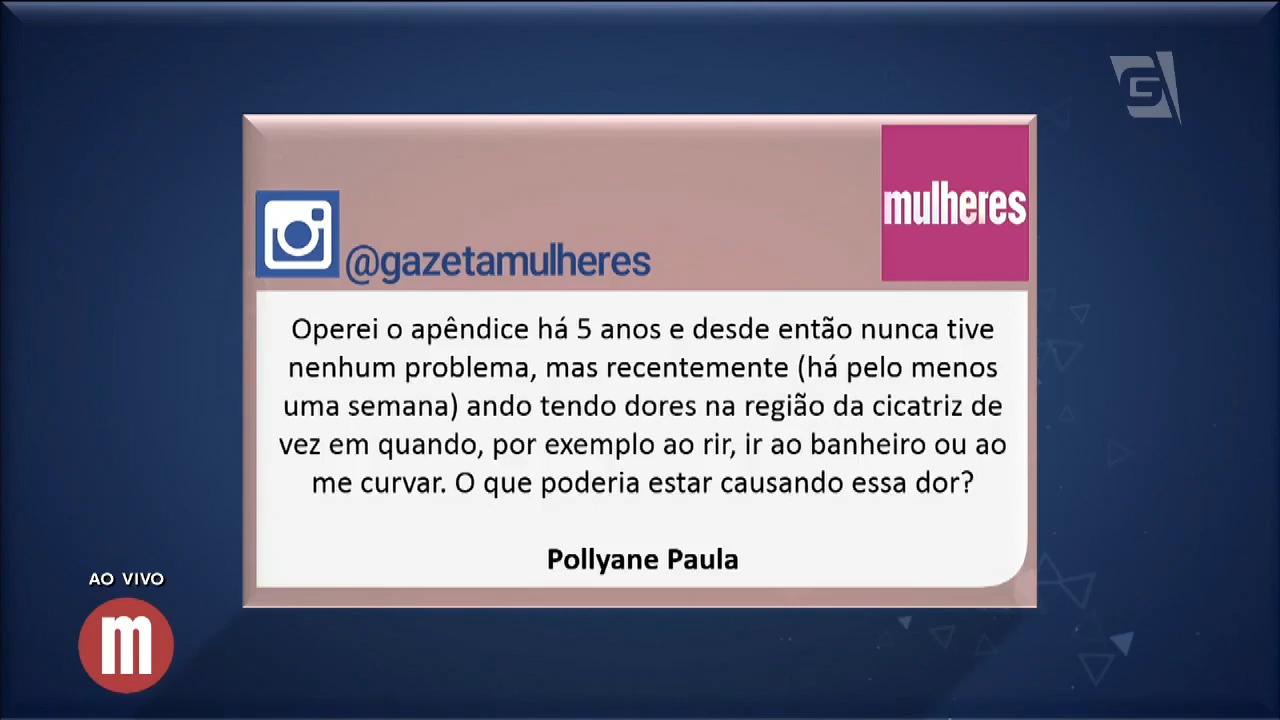 mulheres
@gazetamulheres
Operei o apêndice há 5 anos e desde então nunca tive
nenhum problema, mas recentemente (há pelo menos
uma semana) ando tendo dores na região da cicatriz de
vez em quando, por exemplo ao rir, ir ao banheiro ou ao
me curvar. O que poderia estar causando essa dor?
Pollyane Paula
AO VIVO
m